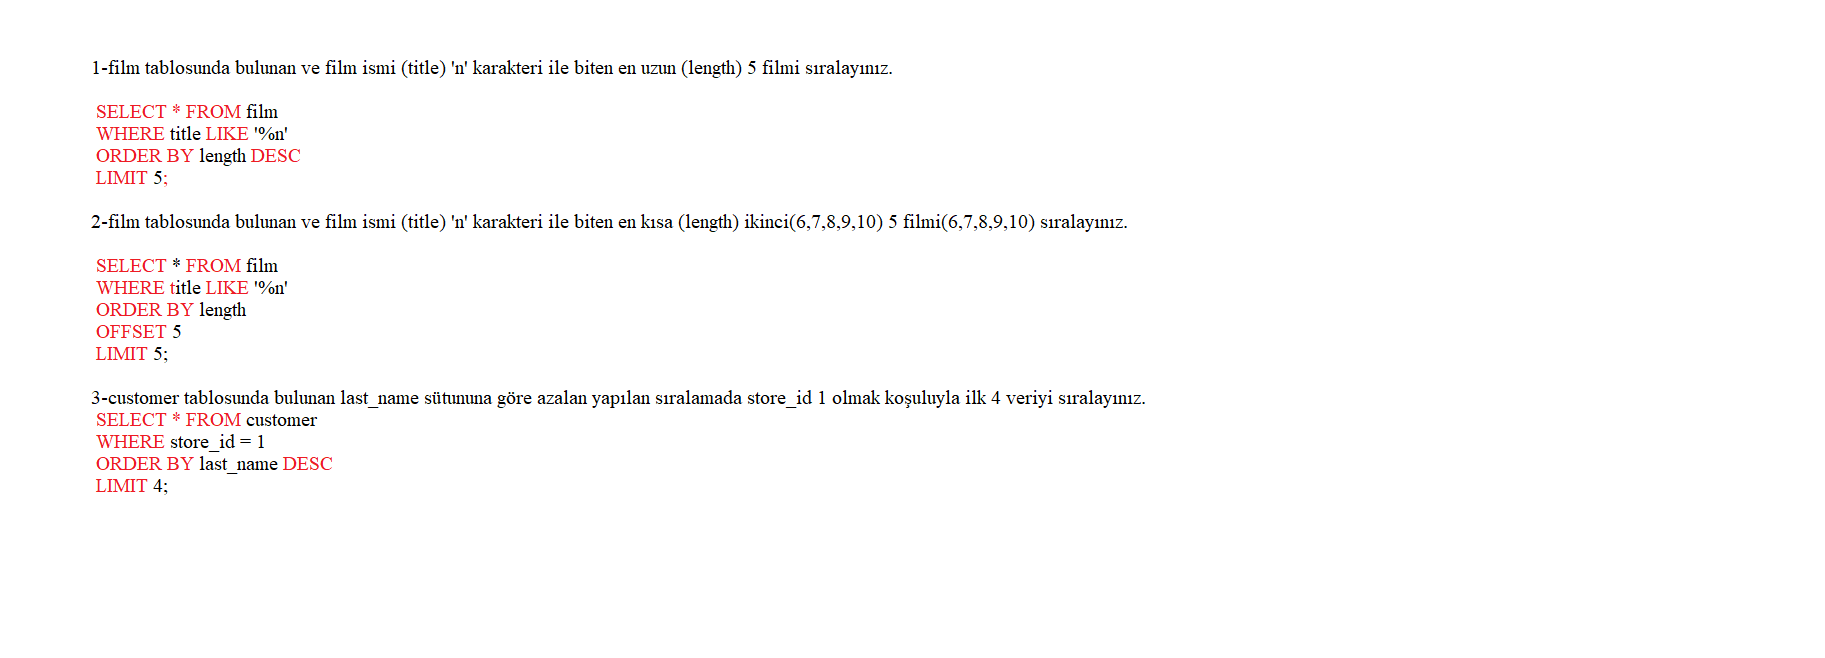 1-film tablosunda bulunan ve film ismi (title) 'n' karakteri ile biten en uzun (length) 5 filmi sıralayınız.
SELECT * FROM film
WHERE title LIKE '%n'
ORDER BY length DESC
LIMIT 5;
2-film tablosunda bulunan ve film ismi (title) 'n' karakteri ile biten en kısa (length) ikinci(6,7,8,9,10) 5 filmi(6,7,8,9,10) sıralayınız.
SELECT * FROM film
WHERE title LIKE '%n'
ORDER BY length
OFFSET 5
LIMIT 5;
3-customer tablosunda bulunan last_name sütununa göre azalan yapılan sıralamada store_id 1 olmak koşuluyla ilk 4 veriyi sıralayınız.
SELECT * FROM customer
WHERE store_id = 1
ORDER BY last_name DESC
LIMIT 4;